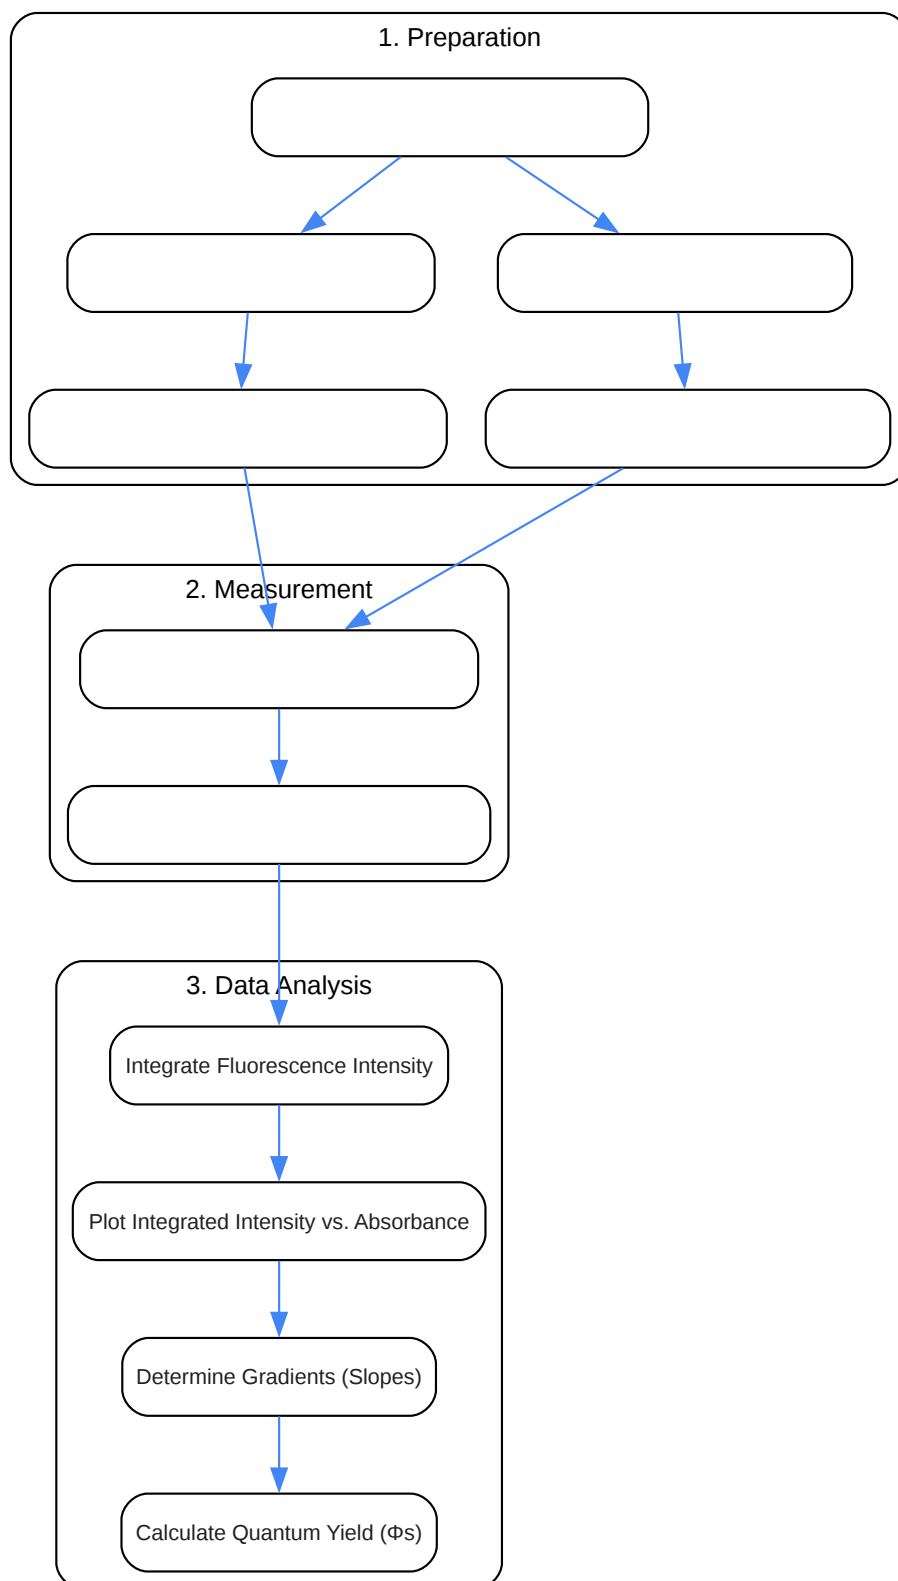 1. Preparation
2. Measurement
3. Data Analysis
Integrate Fluorescence Intensity
Plot Integrated Intensity vs. Absorbance
Determine Gradients (Slopes)
Calculate Quantum Yield (Φs)